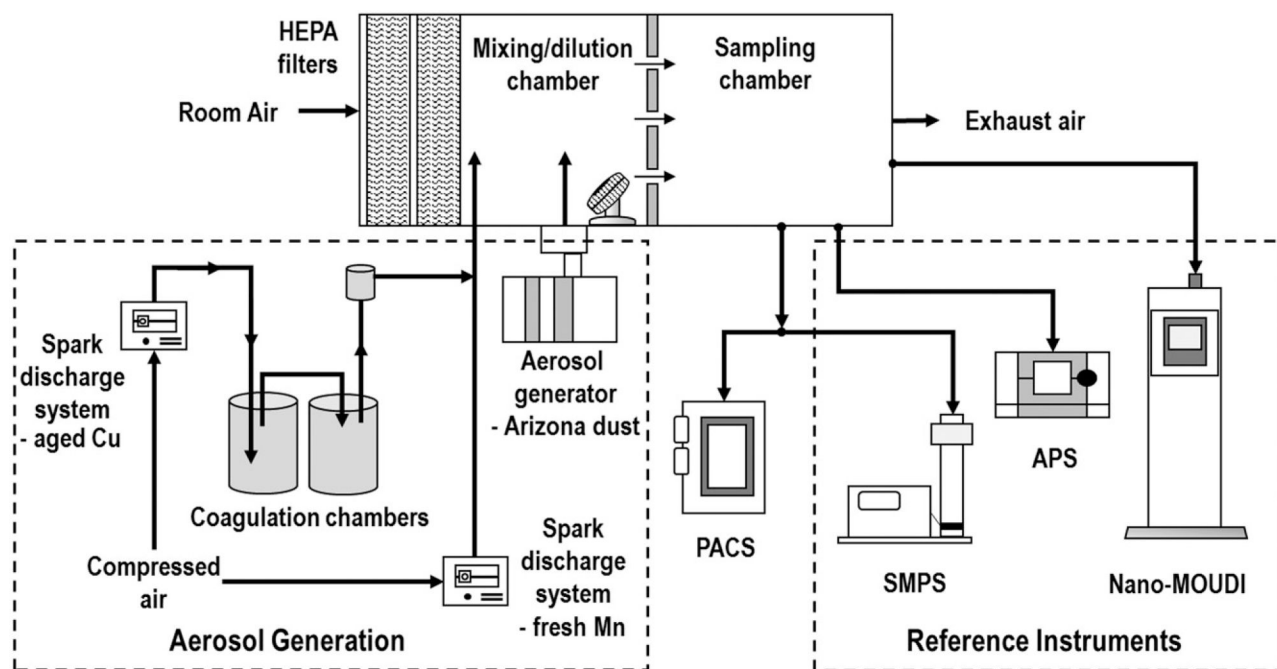 HEPA
filters
Mixing/dilution
chamber
Sampling
chamber
Room Air
Exhaust air
Spark
discharge
system
- aged Cu
Aerosol
generator
- Arizona dust
Coagulation chambers
Compressed
air
Spark
discharge
system
- fresh Mn
Aerosol Generation
PACS
SMPS
APS
Nano-MOUDI
Reference Instruments